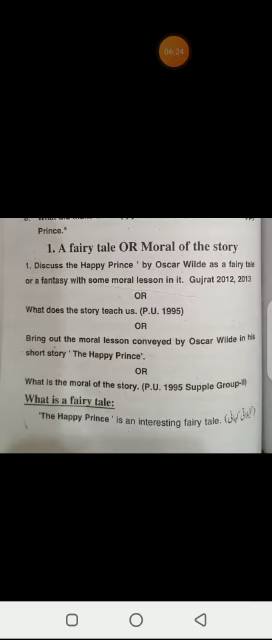 06:24
Prince."
1. A fairy tale OR Moral of the story
1. Discuss the Happy Prince ' by Oscar Wilde as a fairy tale
or a fantasy with some moral lesson in it. Gujrat 2012, 2013
OR
What does the story teach us. (P.U. 1995)
OR
Bring out the moral lesson conveyed by Oscar Wilde in his
short story ' The Happy Prince'.
OR
What is the moral of the story. (P.U. 1995 Supple Group-II)
What is a fairy tale:
'The Happy Prince ' is an interesting fairy tale.